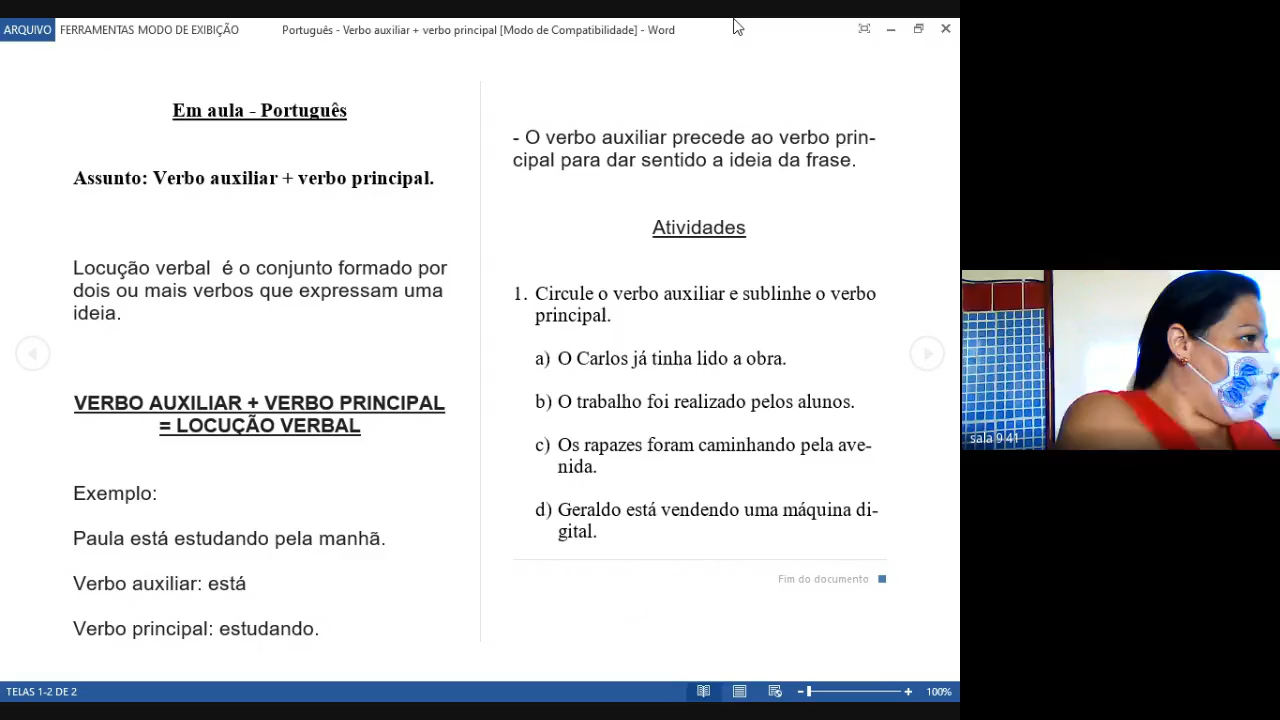 ARQUIVO FERRAMENTAS MODO DE EXIBIÇÃO
Português - Verbo auxiliar + verbo principal [Modo de Compatibilidade] - Word
Em aula - Português
Assunto: Verbo auxiliar + verbo principal.
Locução verbal é o conjunto formado por
dois ou mais verbos que expressam uma
ideia.
VERBO AUXILIAR + VERBO PRINCIPAL
= LOCUÇÃO VERBAL
Exemplo:
Paula está estudando pela manhã.
Verbo auxiliar: está
Verbo principal: estudando.
- O verbo auxiliar precede ao verbo prin-
cipal para dar sentido a ideia da frase.
Atividades
1. Circule o verbo auxiliar e sublinhe o verbo
principal.
a) O Carlos já tinha lido a obra.
b) O trabalho foi realizado pelos alunos.
c) Os rapazes foram caminhando pela ave-
nida.
d) Geraldo está vendendo uma máquina di-
gital.
Fim do documento
TELAS 1-2 DE 2
100%
sala 9 41